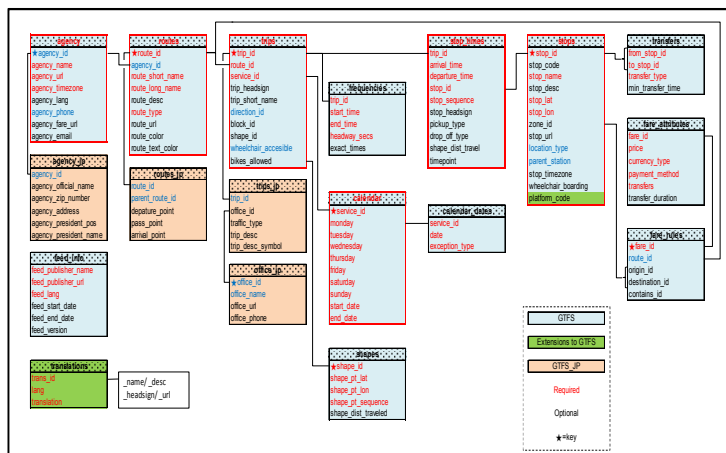 agency
★agency_id
agency_name
agency_url
agency_timezone
agency_lang
agency_phone
agency_fare_url
agency_email
routes
★route_id
agency_id
route_short_name
route_long_name
route_desc
route_type
route_url
route_color
route_text_color
trips
★trip_id
route_id
service_id
trip_headsign
trip_short_name
direction_id
block_id
shape_id
wheelchair_accesible
bikes_allowed
frequencies
trip_id
start_time
end_time
headway_secs
exact_times
stop_times
trip_id
arrival_time
departure_time
stop_id
stop_sequence
stop_headsign
pickup_type
drop_off_type
shape_dist_travel
timepoint
stops
★stop_id
stop_code
stop_name
stop_desc
stop_lat
stop_lon
zone_id
stop_url
location_type
parent_station
stop_timezone
wheelchair_boarding
platform_code
transfers
from_stop_id
to_stop_id
transfer_type
min_transfer_time
fare_attributes
fare_id
price
currency_type
payment_method
transfers
transfer_duration
fare_rules
★fare_id
route_id
origin_id
destination_id
contains_id
agency_jp
agency_id
agency_official_name
agency_zip_number
agency_address
agency_president_pos
agency_president_name
routes_jp
route_id
parent_route_id
depature_point
pass_point
arrival_point
trips_jp
trip_id
office_id
traffic_type
trip_desc
trip_desc_symbol
calendar
★service_id
monday
tuesday
wednesday
thursday
friday
saturday
sunday
start_date
end_date
calendar_dates
service_id
date
exception_type
feed_info
feed_publisher_name
feed_publisher_url
feed_lang
feed_start_date
feed_end_date
feed_version
office_jp
★office_id
office_name
office_url
office_phone
translations
trans_id
lang
translation
_name/_desc
_headsign/_url
shapes
★shape_id
shape_pt_lat
shape_pt_lon
shape_pt_sequence
shape_dist_traveled
GTFS
Extensions to GTFS
GTFS_JP
Required
Optional
★=key